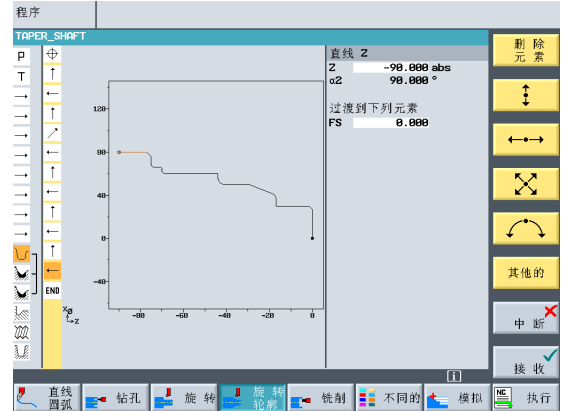 程序
TAPER_SHAFT
P
T
END
直线 Z
Z -90.000 abs
α2 90.000 °
过渡到下列元素
FS 0.000
120
80
40
0
-40
-80 -60 -40 -20 0
X⌀
Z
删 除
元 素
其他的
中 断
接 收
i
直线
圆弧
钻孔
旋 转
旋 转
轮廓
铣削
不同的
模拟
NC
执行